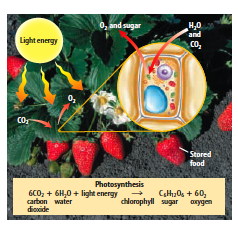 Light energy
O₂ and sugar
H₂O
and
CO₂
O₂
CO₂
Stored
food
Photosynthesis
6CO₂ + 6H₂O + light energy → C₆H₁₂O₆ + 6O₂
carbon water chlorophyll sugar oxygen
dioxide